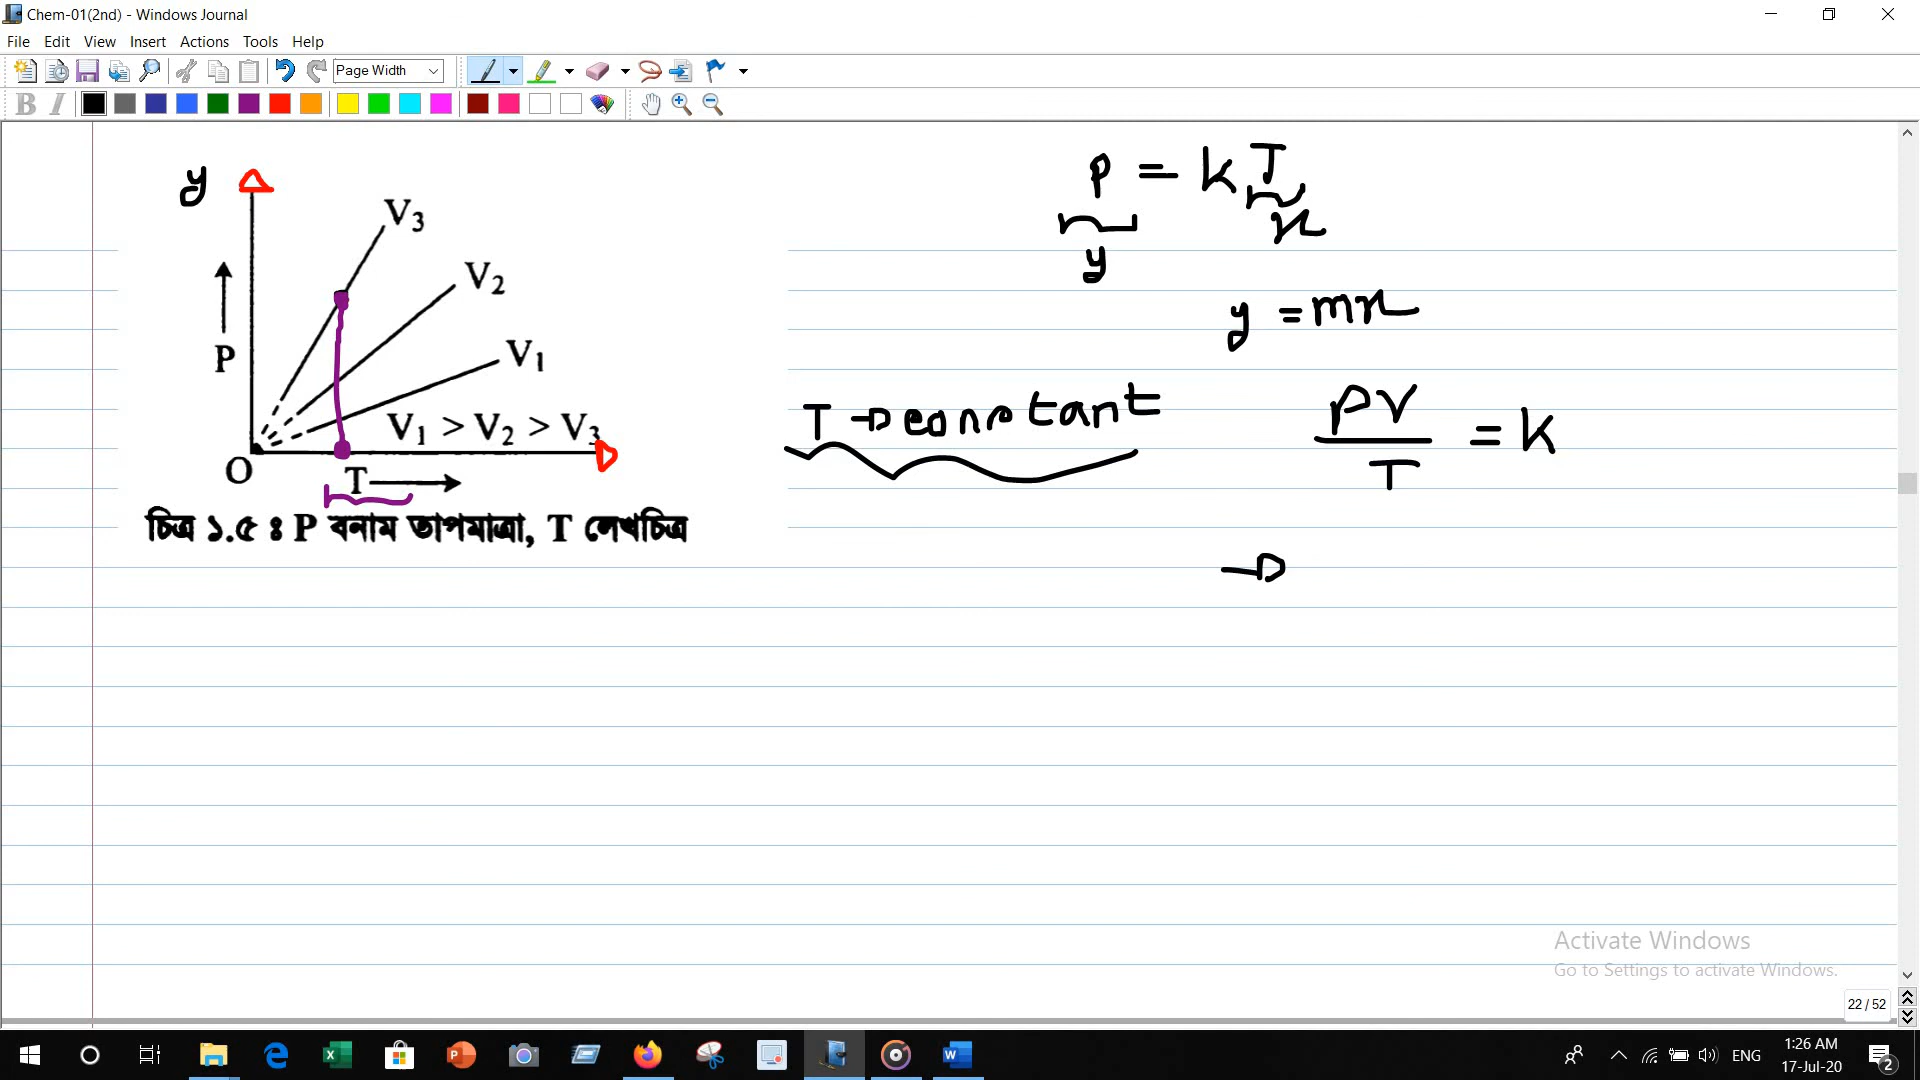 Chem-01(2nd) - Windows Journal
File Edit View Insert Actions Tools Help
Page Width
B I
y
V3
V2
V1
P
V1 > V2 > V3
O
T
চিত্র ১.৫ ঃ P বনাম তাপমাত্রা, T লেখচিত্র
P = kT
y x
y = mx
T → constant
PV/T = k
Activate Windows
Go to Settings to activate Windows.
22 / 52
ENG
1:26 AM
17-Jul-20
2